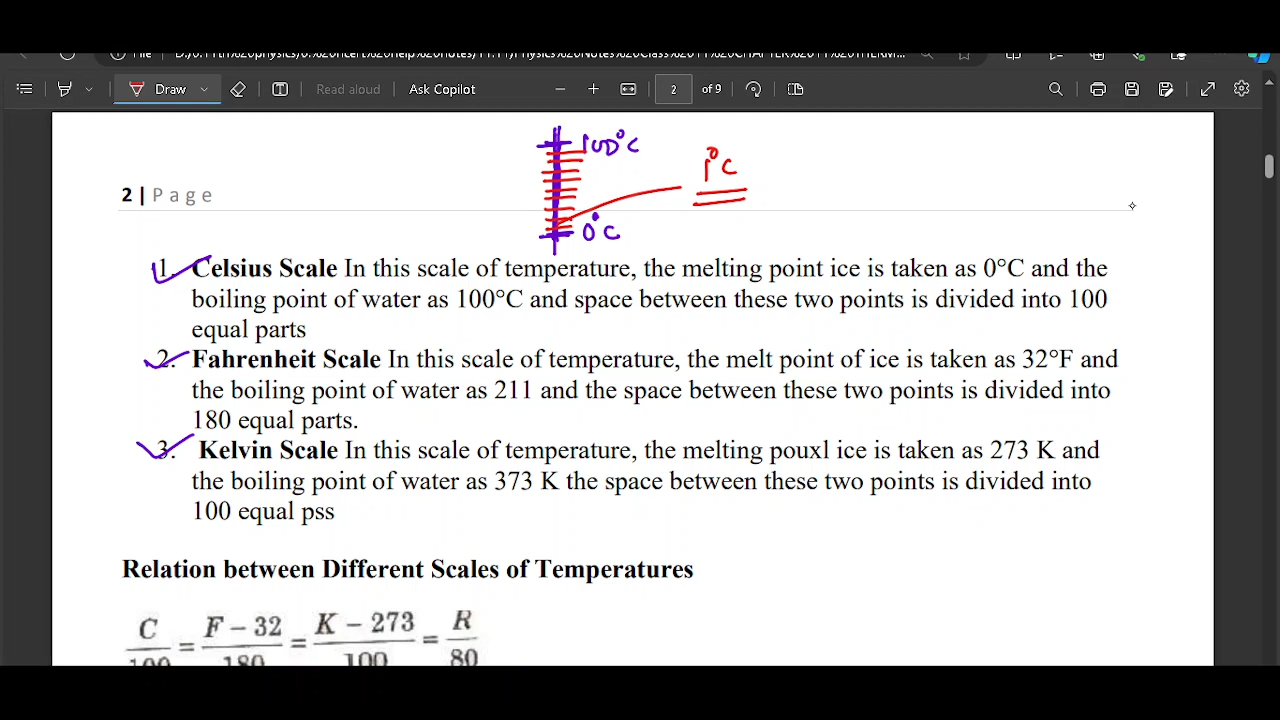 Draw
Read aloud
Ask Copilot
2 of 9
100°C
1°C
2 | Page
0°C
1. Celsius Scale In this scale of temperature, the melting point ice is taken as 0°C and the
boiling point of water as 100°C and space between these two points is divided into 100
equal parts
2. Fahrenheit Scale In this scale of temperature, the melt point of ice is taken as 32°F and
the boiling point of water as 211 and the space between these two points is divided into
180 equal parts.
3. Kelvin Scale In this scale of temperature, the melting pouxl ice is taken as 273 K and
the boiling point of water as 373 K the space between these two points is divided into
100 equal pss
Relation between Different Scales of Temperatures
C/100 = F – 32/180 = K – 273/100 = R/80